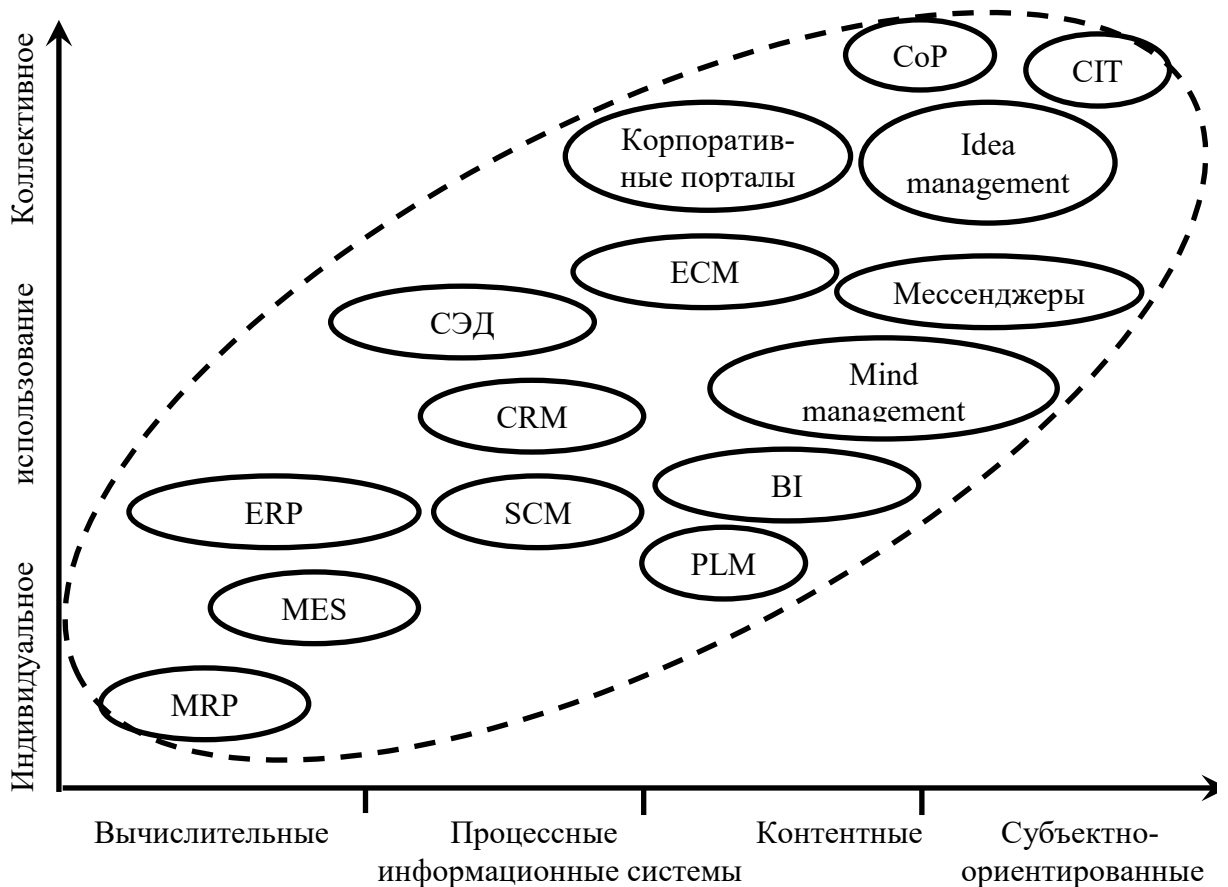 Коллективное
использование
Индивидуальное
CoP
CIT
Корпоратив-
ные порталы
Idea
management
ECM
Мессенджеры
СЭД
Mind
management
CRM
BI
ERP
SCM
PLM
MES
MRP
Вычислительные
Процессные
Контентные
Субъектно-
информационные системы
ориентированные